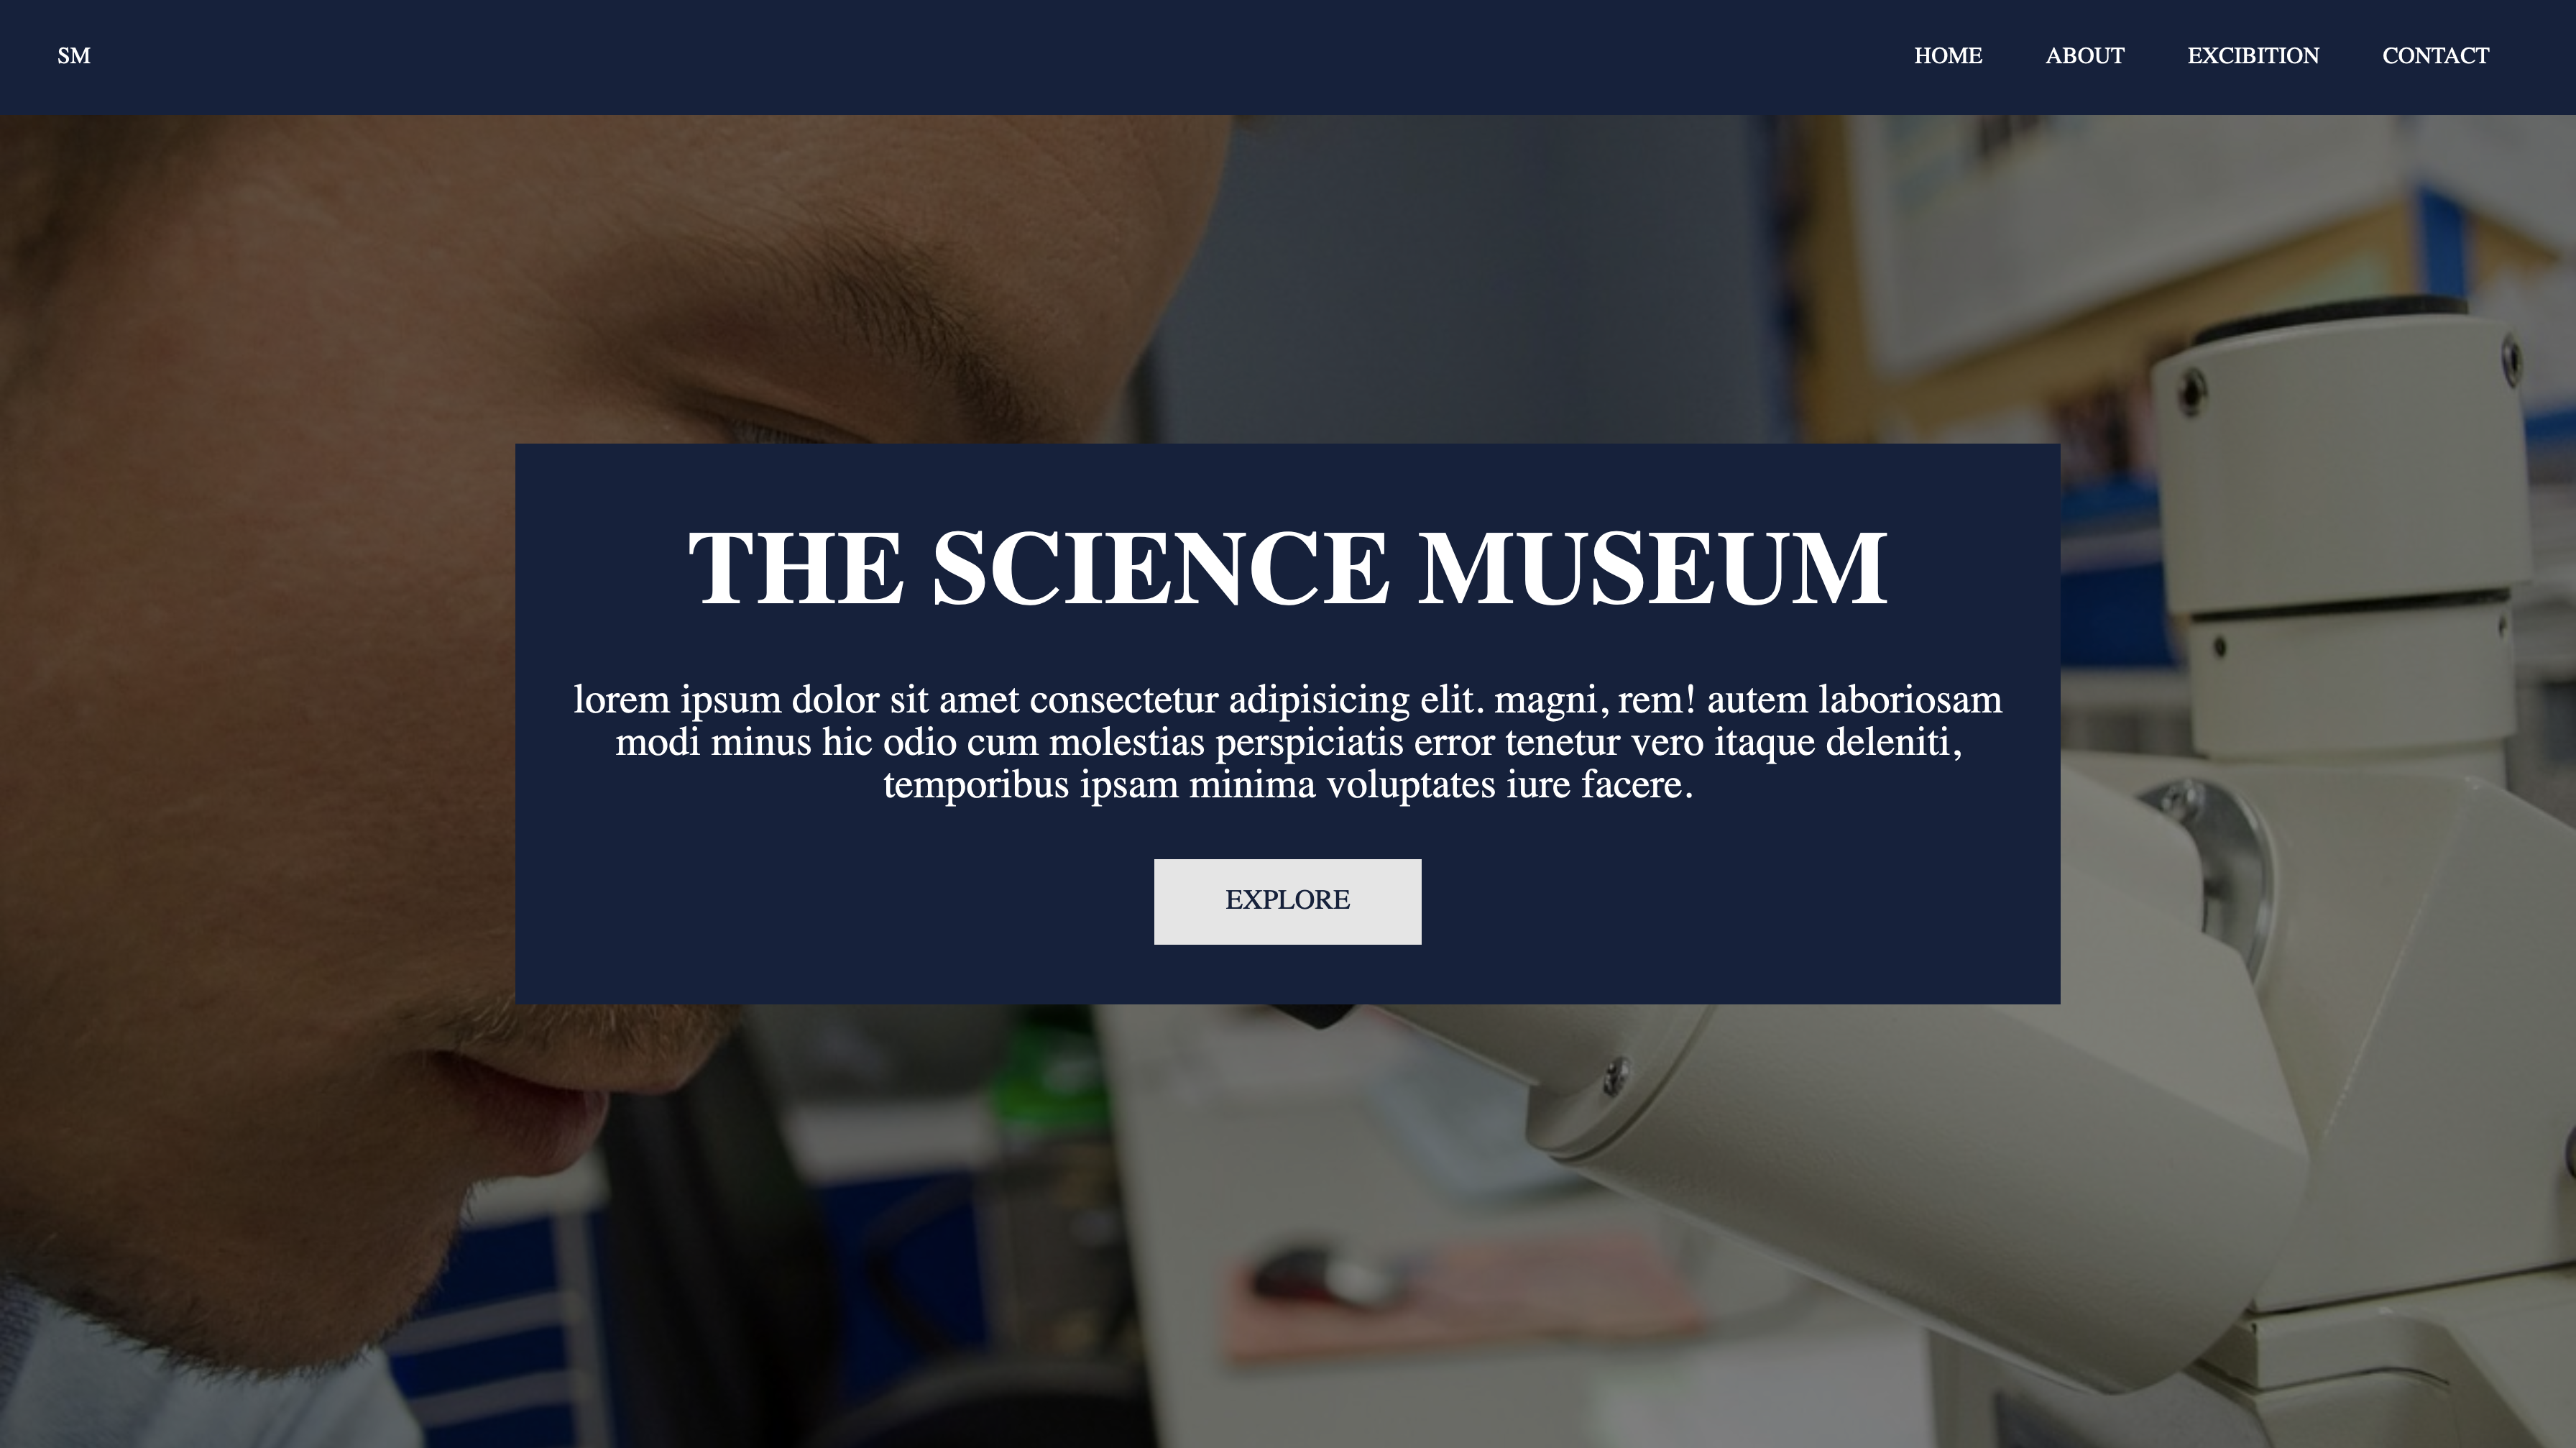 SM
HOME ABOUT EXCIBITION CONTACT
THE SCIENCE MUSEUM
lorem ipsum dolor sit amet consectetur adipisicing elit. magni, rem! autem laboriosam
modi minus hic odio cum molestias perspiciatis error tenetur vero itaque deleniti,
temporibus ipsam minima voluptates iure facere.
EXPLORE